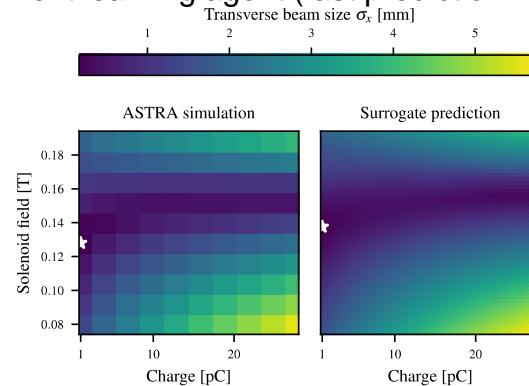 Transverse beam size σx [mm]
1 2 3 4 5
ASTRA simulation Surrogate prediction
Solenoid field [T]
0.18
0.16
0.14
0.12
0.10
0.08
1 10 20 1 10 20
Charge [pC] Charge [pC]